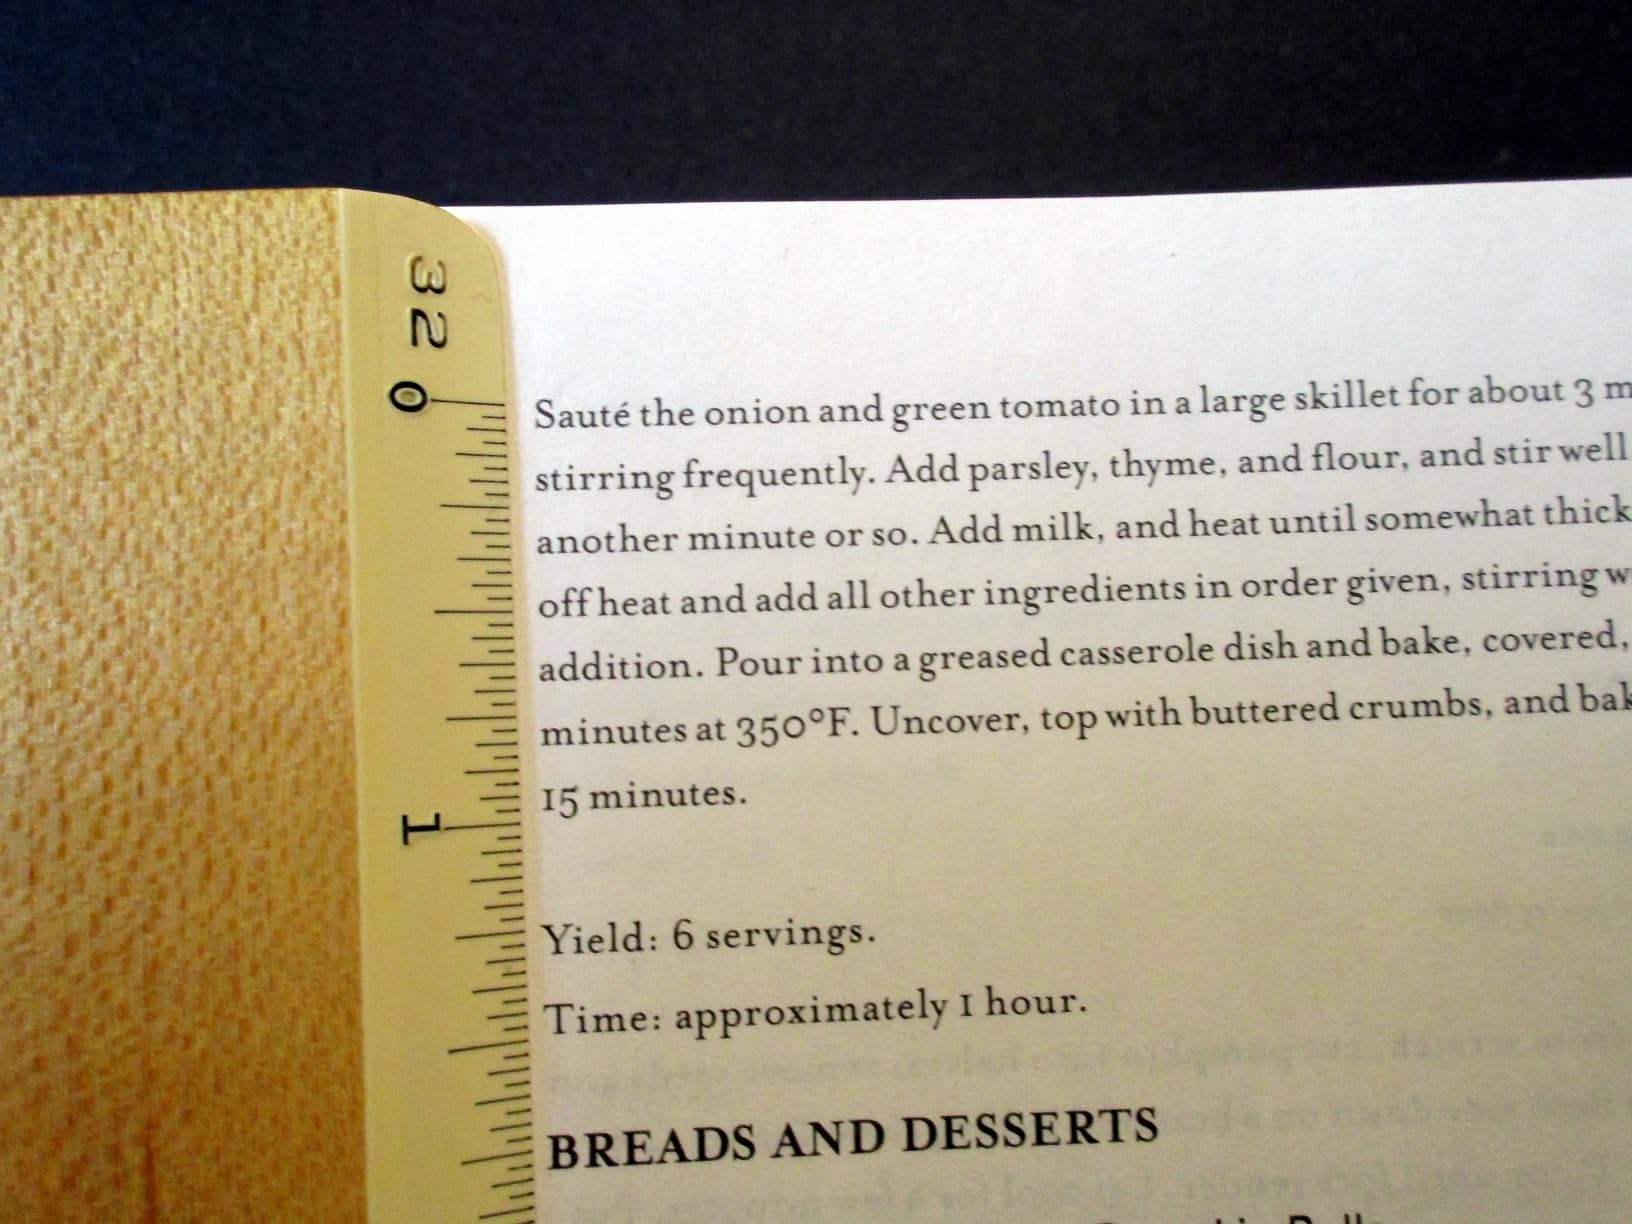 32
0
1
Sauté the onion and green tomato in a large skillet for about 3 m
stirring frequently. Add parsley, thyme, and flour, and stir well
another minute or so. Add milk, and heat until somewhat thick
off heat and add all other ingredients in order given, stirring w
addition. Pour into a greased casserole dish and bake, covered,
minutes at 350°F. Uncover, top with buttered crumbs, and bak
15 minutes.
Yield: 6 servings.
Time: approximately 1 hour.
BREADS AND DESSERTS